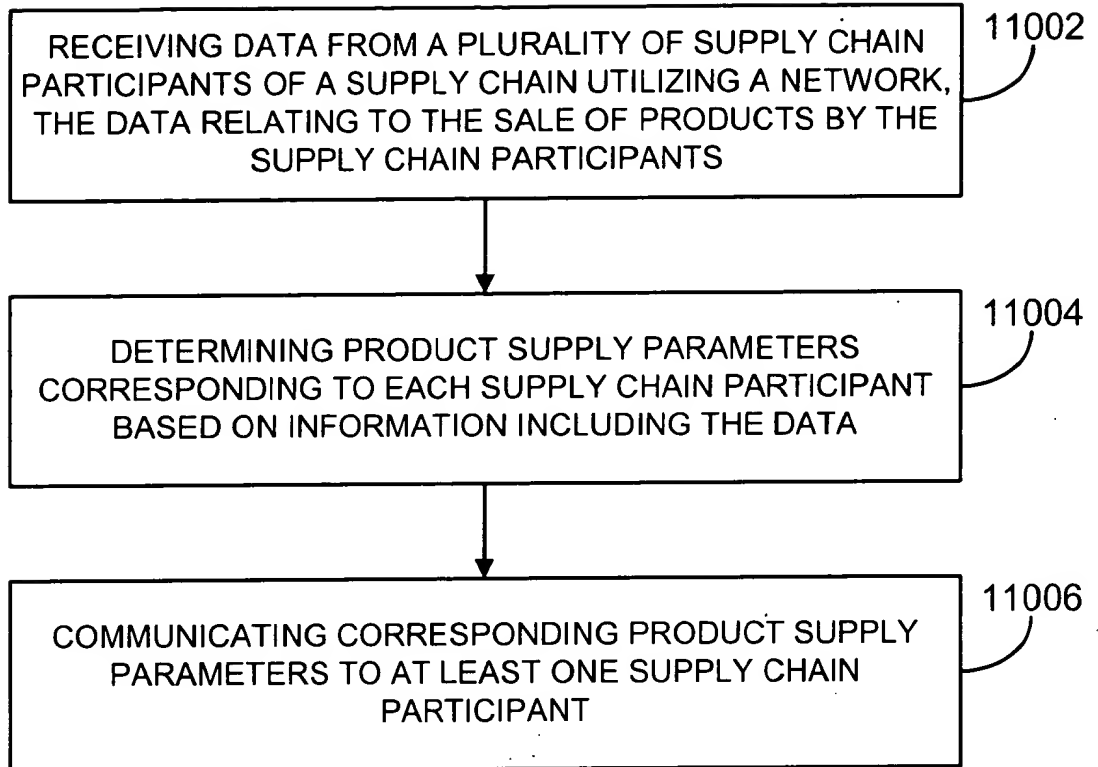 RECEIVING DATA FROM A PLURALITY OF SUPPLY CHAIN
PARTICIPANTS OF A SUPPLY CHAIN UTILIZING A NETWORK,
THE DATA RELATING TO THE SALE OF PRODUCTS BY THE
SUPPLY CHAIN PARTICIPANTS
11002
DETERMINING PRODUCT SUPPLY PARAMETERS
CORRESPONDING TO EACH SUPPLY CHAIN PARTICIPANT
BASED ON INFORMATION INCLUDING THE DATA
11004
COMMUNICATING CORRESPONDING PRODUCT SUPPLY
PARAMETERS TO AT LEAST ONE SUPPLY CHAIN
PARTICIPANT
11006